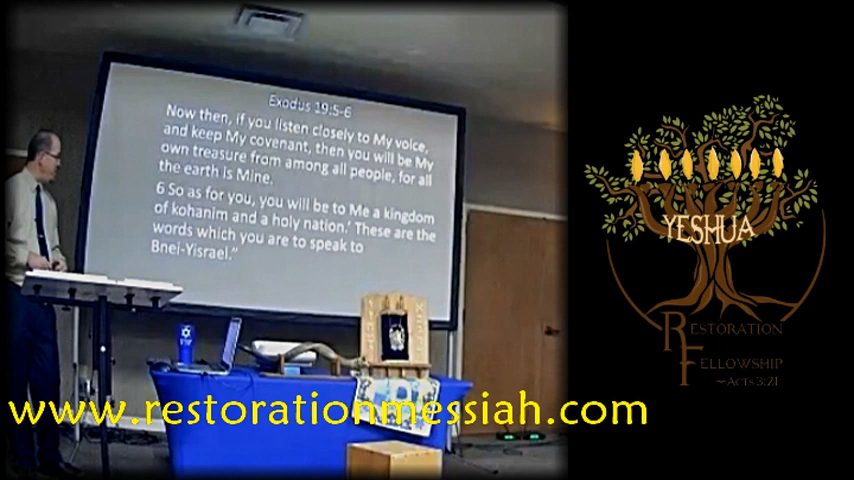 Exodus 19:5-6
Now then, if you listen closely to My voice,
and keep My covenant, then you will be My
own treasure from among all people, for all
the earth is Mine.
6 So as for you, you will be to Me a kingdom
of kohanim and a holy nation.' These are the
words which you are to speak to
Bnei-Yisrael."
YESHUA
RESTORATION
FELLOWSHIP
~ACTS 3:21
www.restorationmessiah.com